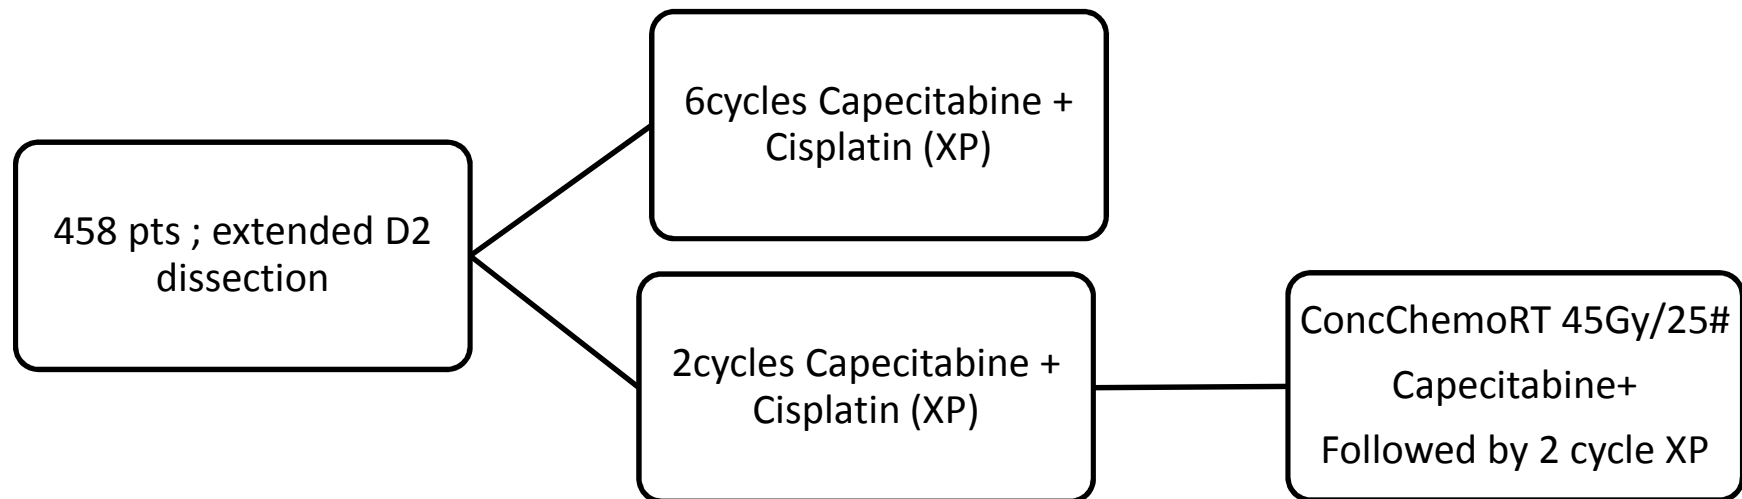 458 pts ; extended D2
dissection
6cycles Capecitabine +
Cisplatin (XP)
2cycles Capecitabine +
Cisplatin (XP)
ConcChemoRT 45Gy/25#
Capecitabine+
Followed by 2 cycle XP